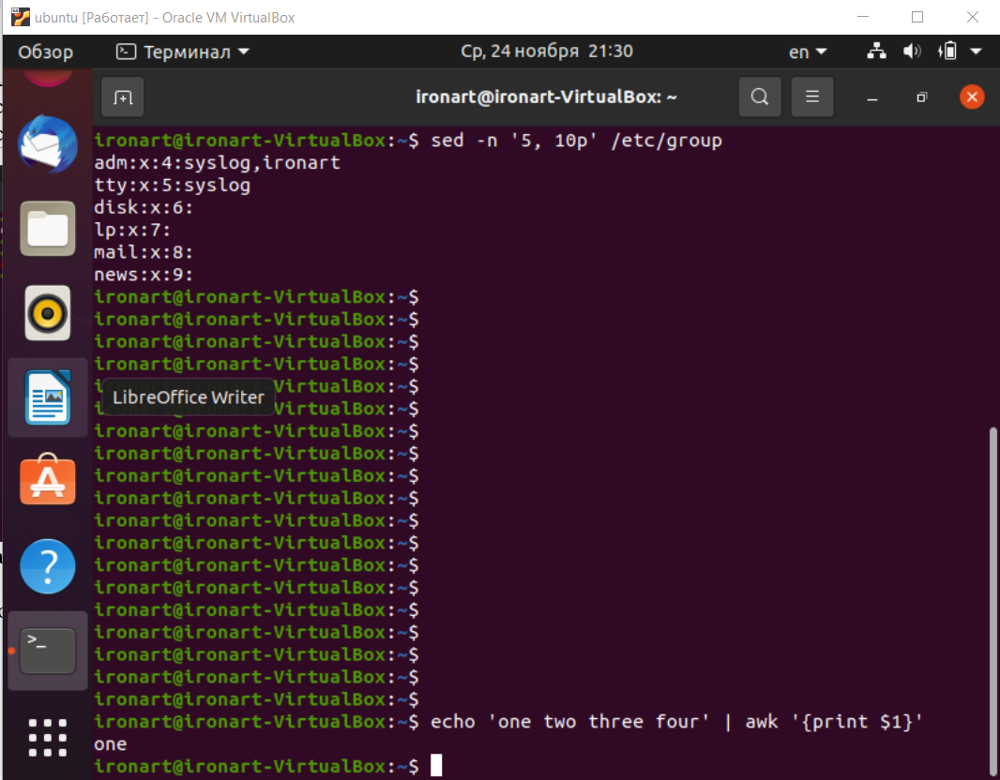 ubuntu [Работает] - Oracle VM VirtualBox
Обзор Терминал Ср, 24 ноября 21:30 en
ironart@ironart-VirtualBox: ~
ironart@ironart-VirtualBox:~$ sed -n '5, 10p' /etc/group
adm:x:4:syslog,ironart
tty:x:5:syslog
disk:x:6:
lp:x:7:
mail:x:8:
news:x:9:
ironart@ironart-VirtualBox:~$
ironart@ironart-VirtualBox:~$
ironart@ironart-VirtualBox:~$
ironart@ironart-VirtualBox:~$
VirtualBox:~$
LibreOffice Writer
VirtualBox:~$
ironart@ironart-VirtualBox:~$
ironart@ironart-VirtualBox:~$
ironart@ironart-VirtualBox:~$
ironart@ironart-VirtualBox:~$
ironart@ironart-VirtualBox:~$
ironart@ironart-VirtualBox:~$
ironart@ironart-VirtualBox:~$
ironart@ironart-VirtualBox:~$
ironart@ironart-VirtualBox:~$
ironart@ironart-VirtualBox:~$
ironart@ironart-VirtualBox:~$
ironart@ironart-VirtualBox:~$
ironart@ironart-VirtualBox:~$
ironart@ironart-VirtualBox:~$ echo 'one two three four' | awk '{print $1}'
one
ironart@ironart-VirtualBox:~$